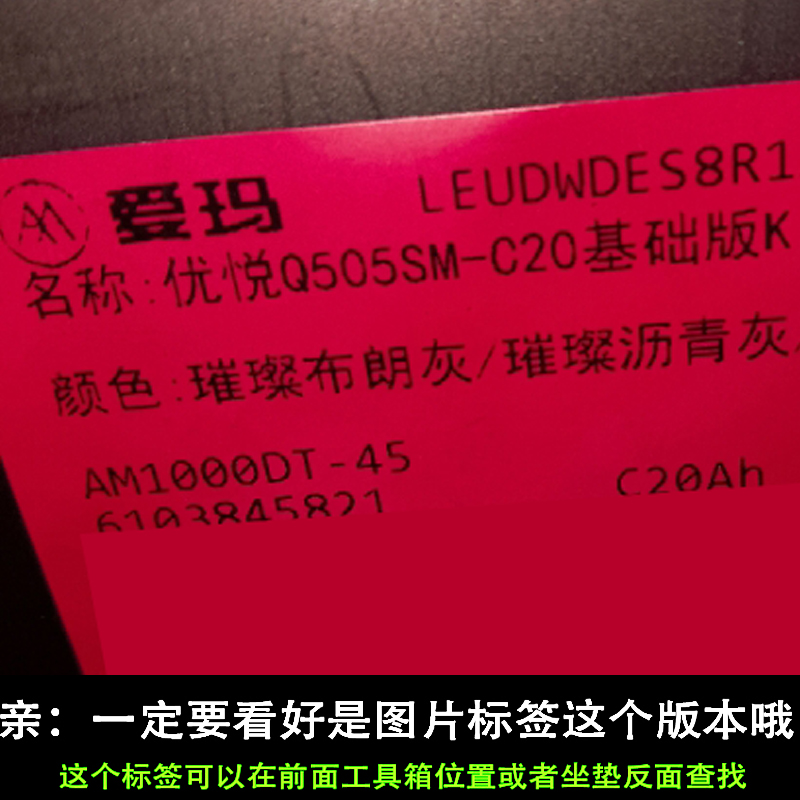 AM 爱玛 LEUDWDES8R1
名称:优悦Q505SM-C20基础版K
颜色:璀璨布朗灰/璀璨沥青灰
AM1000DT-45
6103845821 C20Ah
亲：一定要看好是图片标签这个版本哦
这个标签可以在前面工具箱位置或者坐垫反面查找